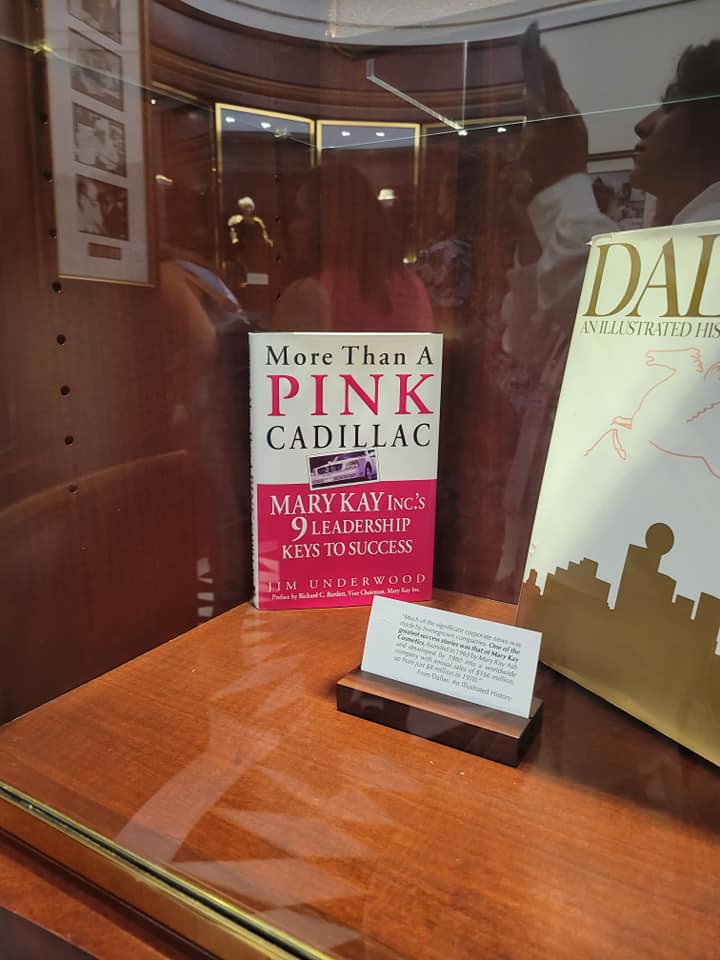 More Than A
PINK
CADILLAC
MARY KAY INC.'S
9 LEADERSHIP
KEYS TO SUCCESS
JIM UNDERWOOD
Preface by Richard C. Bartlett, Vice Chairman, Mary Kay Inc.
DAL
AN ILLUSTRATED HIS
"Much of the significant corporate news was
made by homegrown companies. One of the
greatest success stories was that of Mary Kay
Cosmetics, founded in 1963 by Mary Kay Ash
and developed by 1980 into a worldwide
company with annual sales of $166 million,
up from just $8 million in 1970."
From Dallas: An Illustrated History